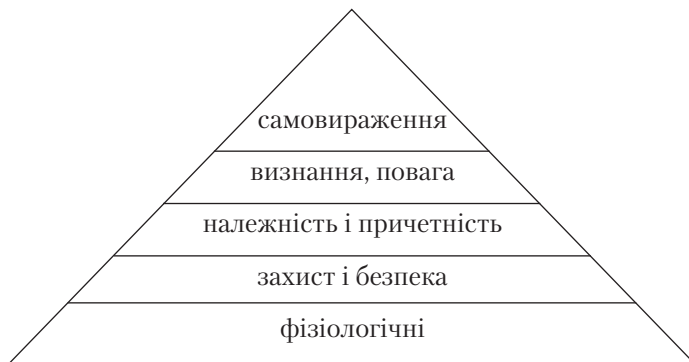 самовираження
визнання, повага
належність і причетність
захист і безпека
фізіологічні